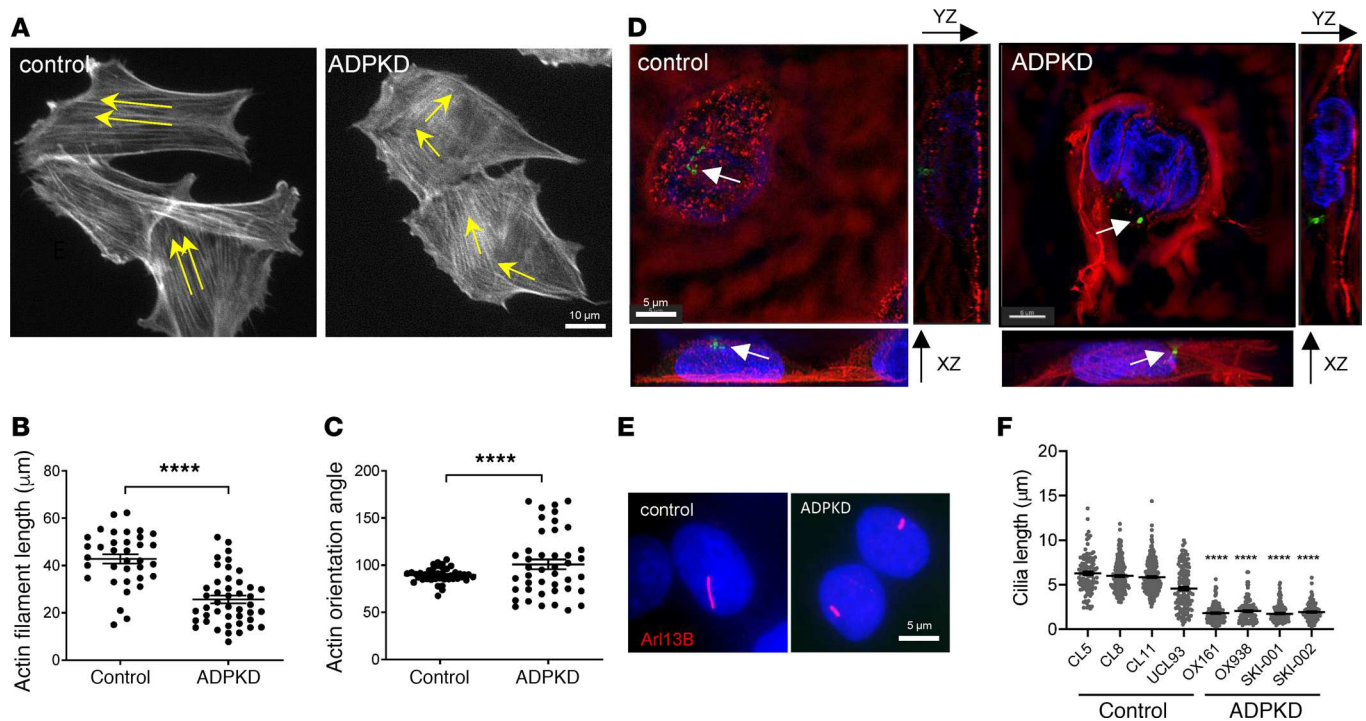 A
control
ADPKD
E
10 µm
D
YZ
control
5 µm
XZ
YZ
ADPKD
XZ
B
Actin filament length (µm)
80
60
40
20
0
****
Control
ADPKD
C
Actin orientation angle
200
150
100
50
0
****
Control
ADPKD
E
control
Arl13B
ADPKD
5 µm
F
Cilia length (µm)
20
15
10
5
0
**** **** **** ****
CL5
CL8
CL11
UCL93
OX161
OX938
SKI-001
SKI-002
Control
ADPKD